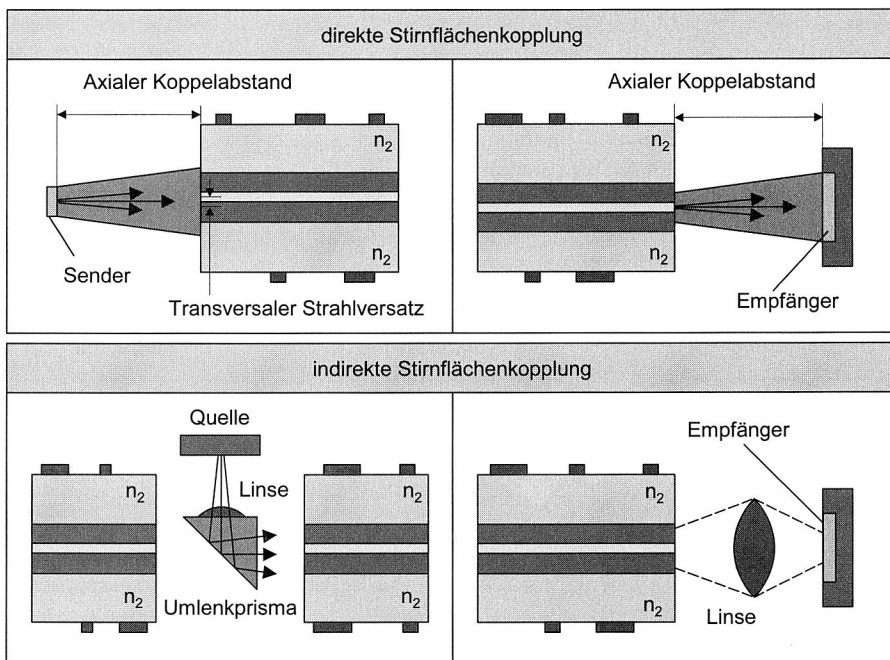 direkte Stirnflächenkopplung
Axialer Koppelabstand
n2
n2
Sender
Transversaler Strahlversatz
Axialer Koppelabstand
n2
n2
Empfänger
indirekte Stirnflächenkopplung
Quelle
n2
Linse
n2
n2
Umlenkprisma
n2
Empfänger
n2
n2
Linse